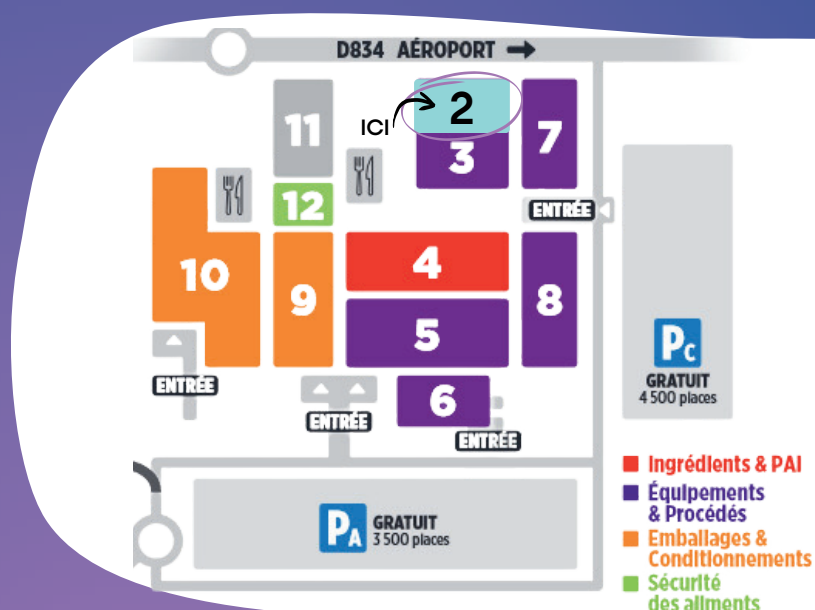 D834 AÉROPORT
11
ICI
2
3
7
12
ENTRÉE
10
9
4
8
5
PC
GRATUIT
4 500 places
ENTRÉE
6
ENTRÉE
ENTRÉE
PA
GRATUIT
3 500 places
Ingrédients & PAI
Équipements
& Procédés
Emballages &
Conditionnements
Sécurité
des aliments